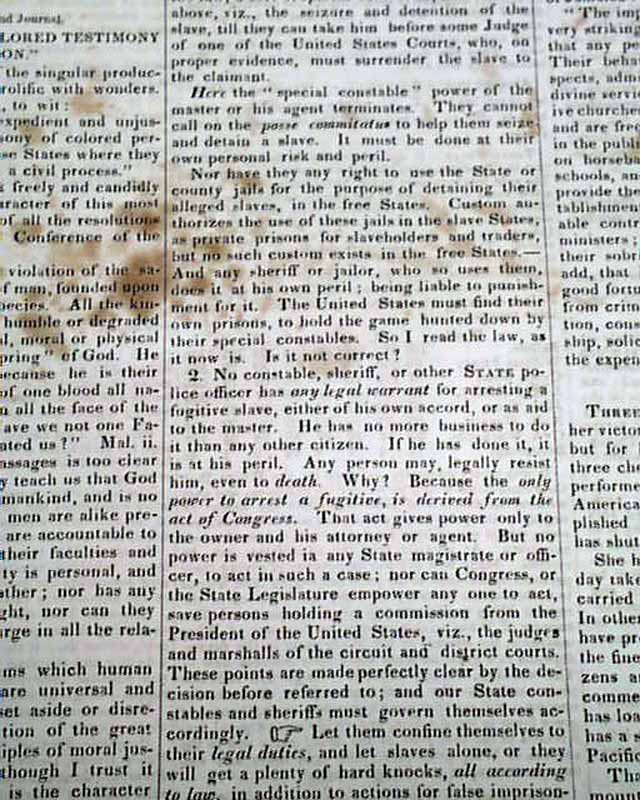 nd Journal.
LORED TESTIMONY
ON."
the singular produc-
rolific with wonders.
, to wit:
expedient and unjus-
sony of colored per-
se States where they
a civil process."
s freely and candidly
aracter of this most
of all the resolutions
Conference of the
violation of the sa-
f man, founded upon
pecies. All the kin-
humble or degraded
l, moral or physical
pring" of God. He
because he is their
of one blood all na-
n all the face of the
ave we not one Fa-
ated us?" Mal. ii.
assages is too clear
y teach us that God
mankind, and is no
men are alike pre-
are accountable to
their faculties and
ty is personal, and
ther; nor has any
ght, nor can they
arge in all the rela-
ms which human
are universal and
set aside or disre-
tion of the great
iples of moral jus-
though I trust it
is the character
above, viz., the seizure and detention of the
slave, till they can take him before some Judge
of one of the United States Courts, who, on
proper evidence, must surrender the slave to
the claimant.
Here the "special constable" power of the
master or his agent terminates. They cannot
call on the posse commitatus to help them seize
and detain a slave. It must be done at their
own personal risk and peril.
Nor have they any right to use the State or
county jails for the purpose of detaining their
alleged slaves, in the free States. Custom au-
thorizes the use of these jails in the slave States,
as private prisons for slaveholders and traders,
but no such custom exists in the free States.—
And any sheriff or jailor, who so uses them,
does it at his own peril; being liable to punish-
ment for it. The United States must find their
own prisons, to hold the game hunted down by
their special constables. So I read the law, as
it now is. Is it not correct?
2. No constable, sheriff, or other STATE po-
lice officer has any legal warrant for arresting a
fugitive slave, either of his own accord, or as aid
to the master. He has no more business to do
it than any other citizen. If he has done it, it
is at his peril. Any person may, legally resist
him, even to death. Why? Because the only
power to arrest a fugitive, is derived from the
act of Congress. That act gives power only to
the owner and his attorney or agent. But no
power is vested in any State magistrate or offi-
cer, to act in such a case; nor can Congress, or
the State Legislature empower any one to act,
save persons holding a commission from the
President of the United States, viz., the judges
and marshalls of the circuit and district courts.
These points are made perfectly clear by the de-
cision before referred to; and our State con-
stables and sheriffs must govern themselves ac-
cordingly. ☞ Let them confine themselves to
their legal duties, and let slaves alone, or they
will get a plenty of hard knocks, all according
to law, in addition to actions for false imprison-
"The imp
very striking
that any pe
Their behav
spects, adm
divine servi
ive churches
and are free
in the public
on horseba
schools, an
provide the
tablishment
able contr
ministers;
their sobri
add, that
good fortu
from crim
tion, cou
ship, solic
the expen
THREE
her victor
but for
three che
performe
America
plished
has shut
She h
day take
carried
In other
have pr
the fine
zens a
comme
has lo
has a s
Pacific
Th
man